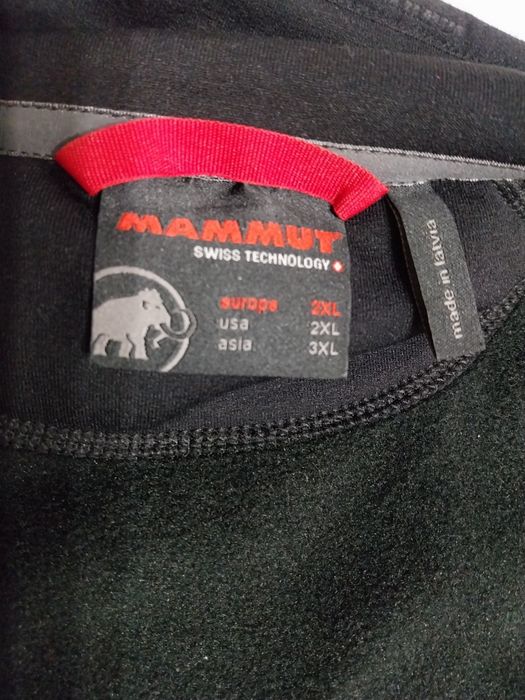 MAMMUT
SWISS TECHNOLOGY
europe 2XL
usa 2XL
asia 3XL
made in latvia